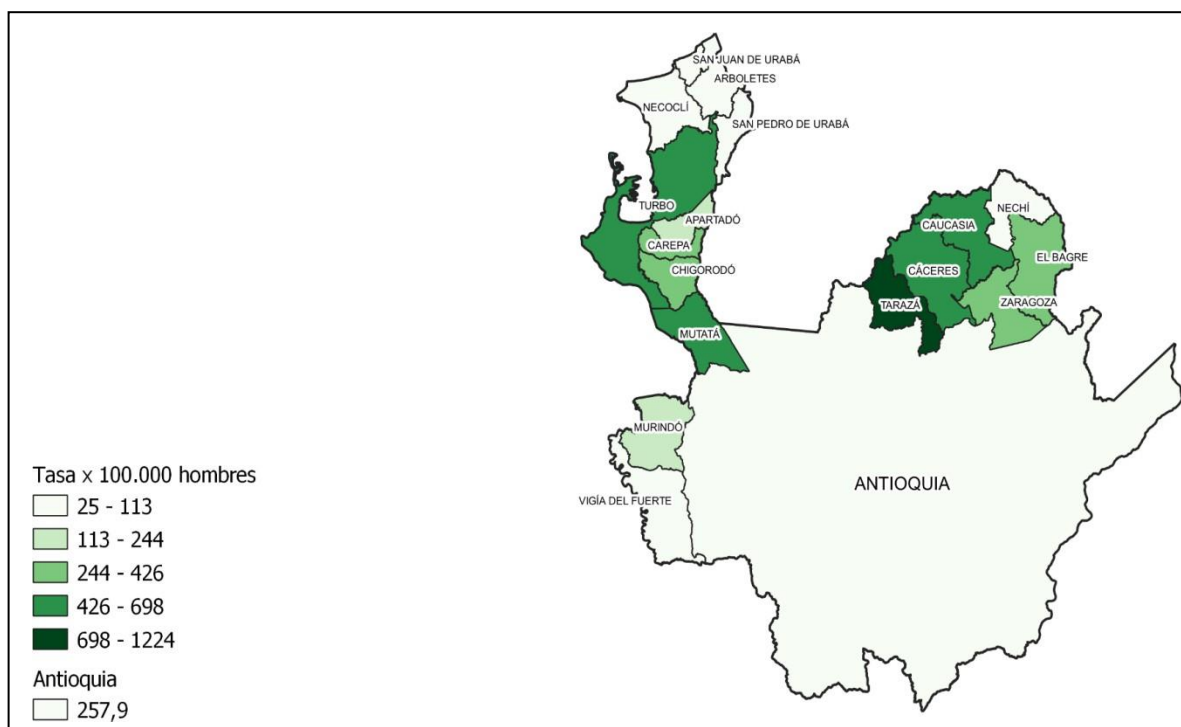 SAN JUAN DE URABÁ
ARBOLETES
NECOCLÍ
SAN PEDRO DE URABÁ
TURBO
APARTADÓ
CAREPA
CHIGORODÓ
MUTATÁ
NECHÍ
CAUCASIA
EL BAGRE
CÁCERES
ZARAGOZA
TARAZÁ
MURINDÓ
VIGÍA DEL FUERTE
ANTIOQUIA
Tasa x 100.000 hombres
25 - 113
113 - 244
244 - 426
426 - 698
698 - 1224
Antioquia
257,9